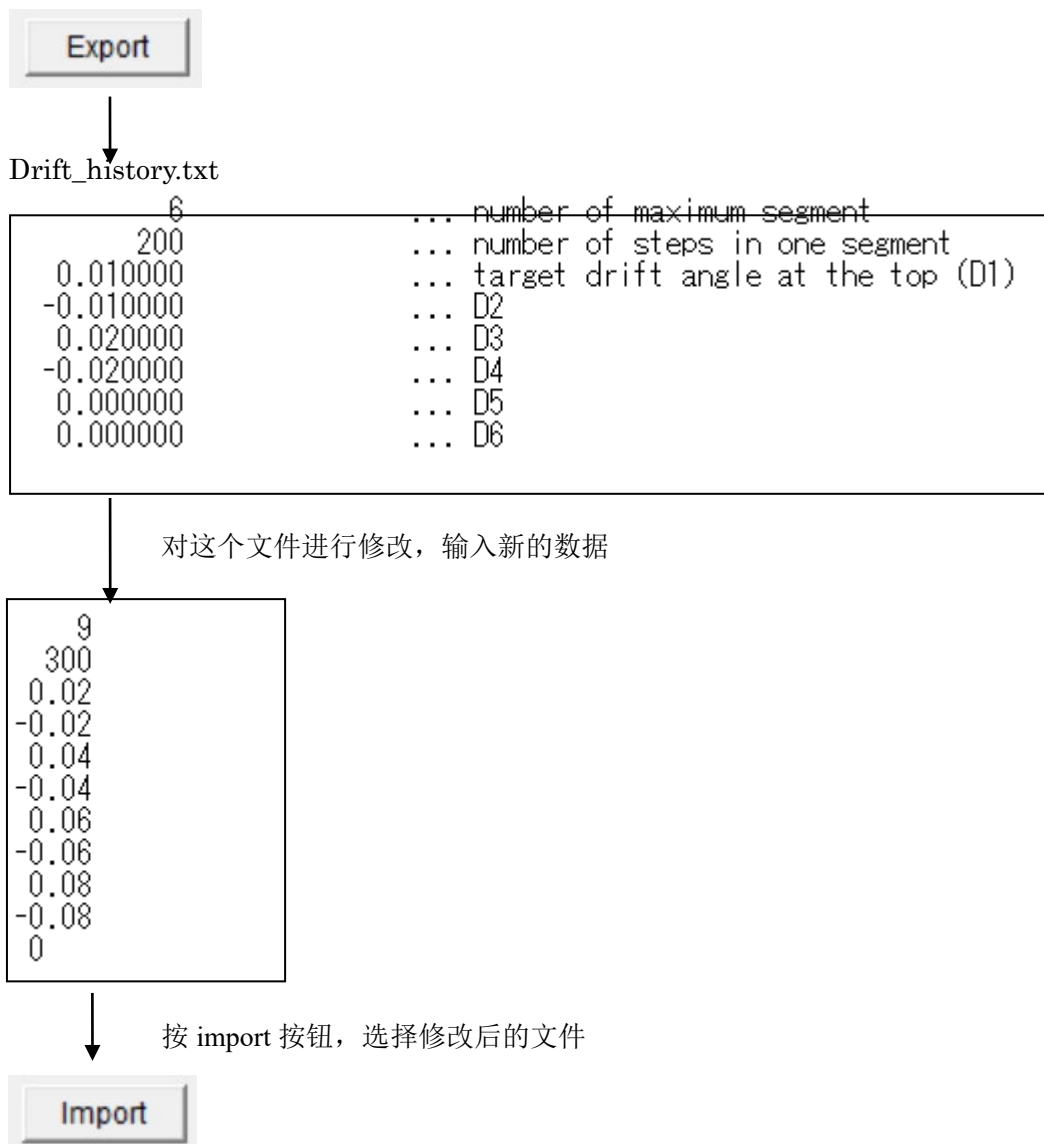 Export
Drift_history.txt
6 ... number of maximum segment
200 ... number of steps in one segment
0.010000 ... target drift angle at the top (D1)
-0.010000 ... D2
0.020000 ... D3
-0.020000 ... D4
0.000000 ... D5
0.000000 ... D6
对这个文件进行修改，输入新的数据
9
300
0.02
-0.02
0.04
-0.04
0.06
-0.06
0.08
-0.08
0
按 import 按钮，选择修改后的文件
Import